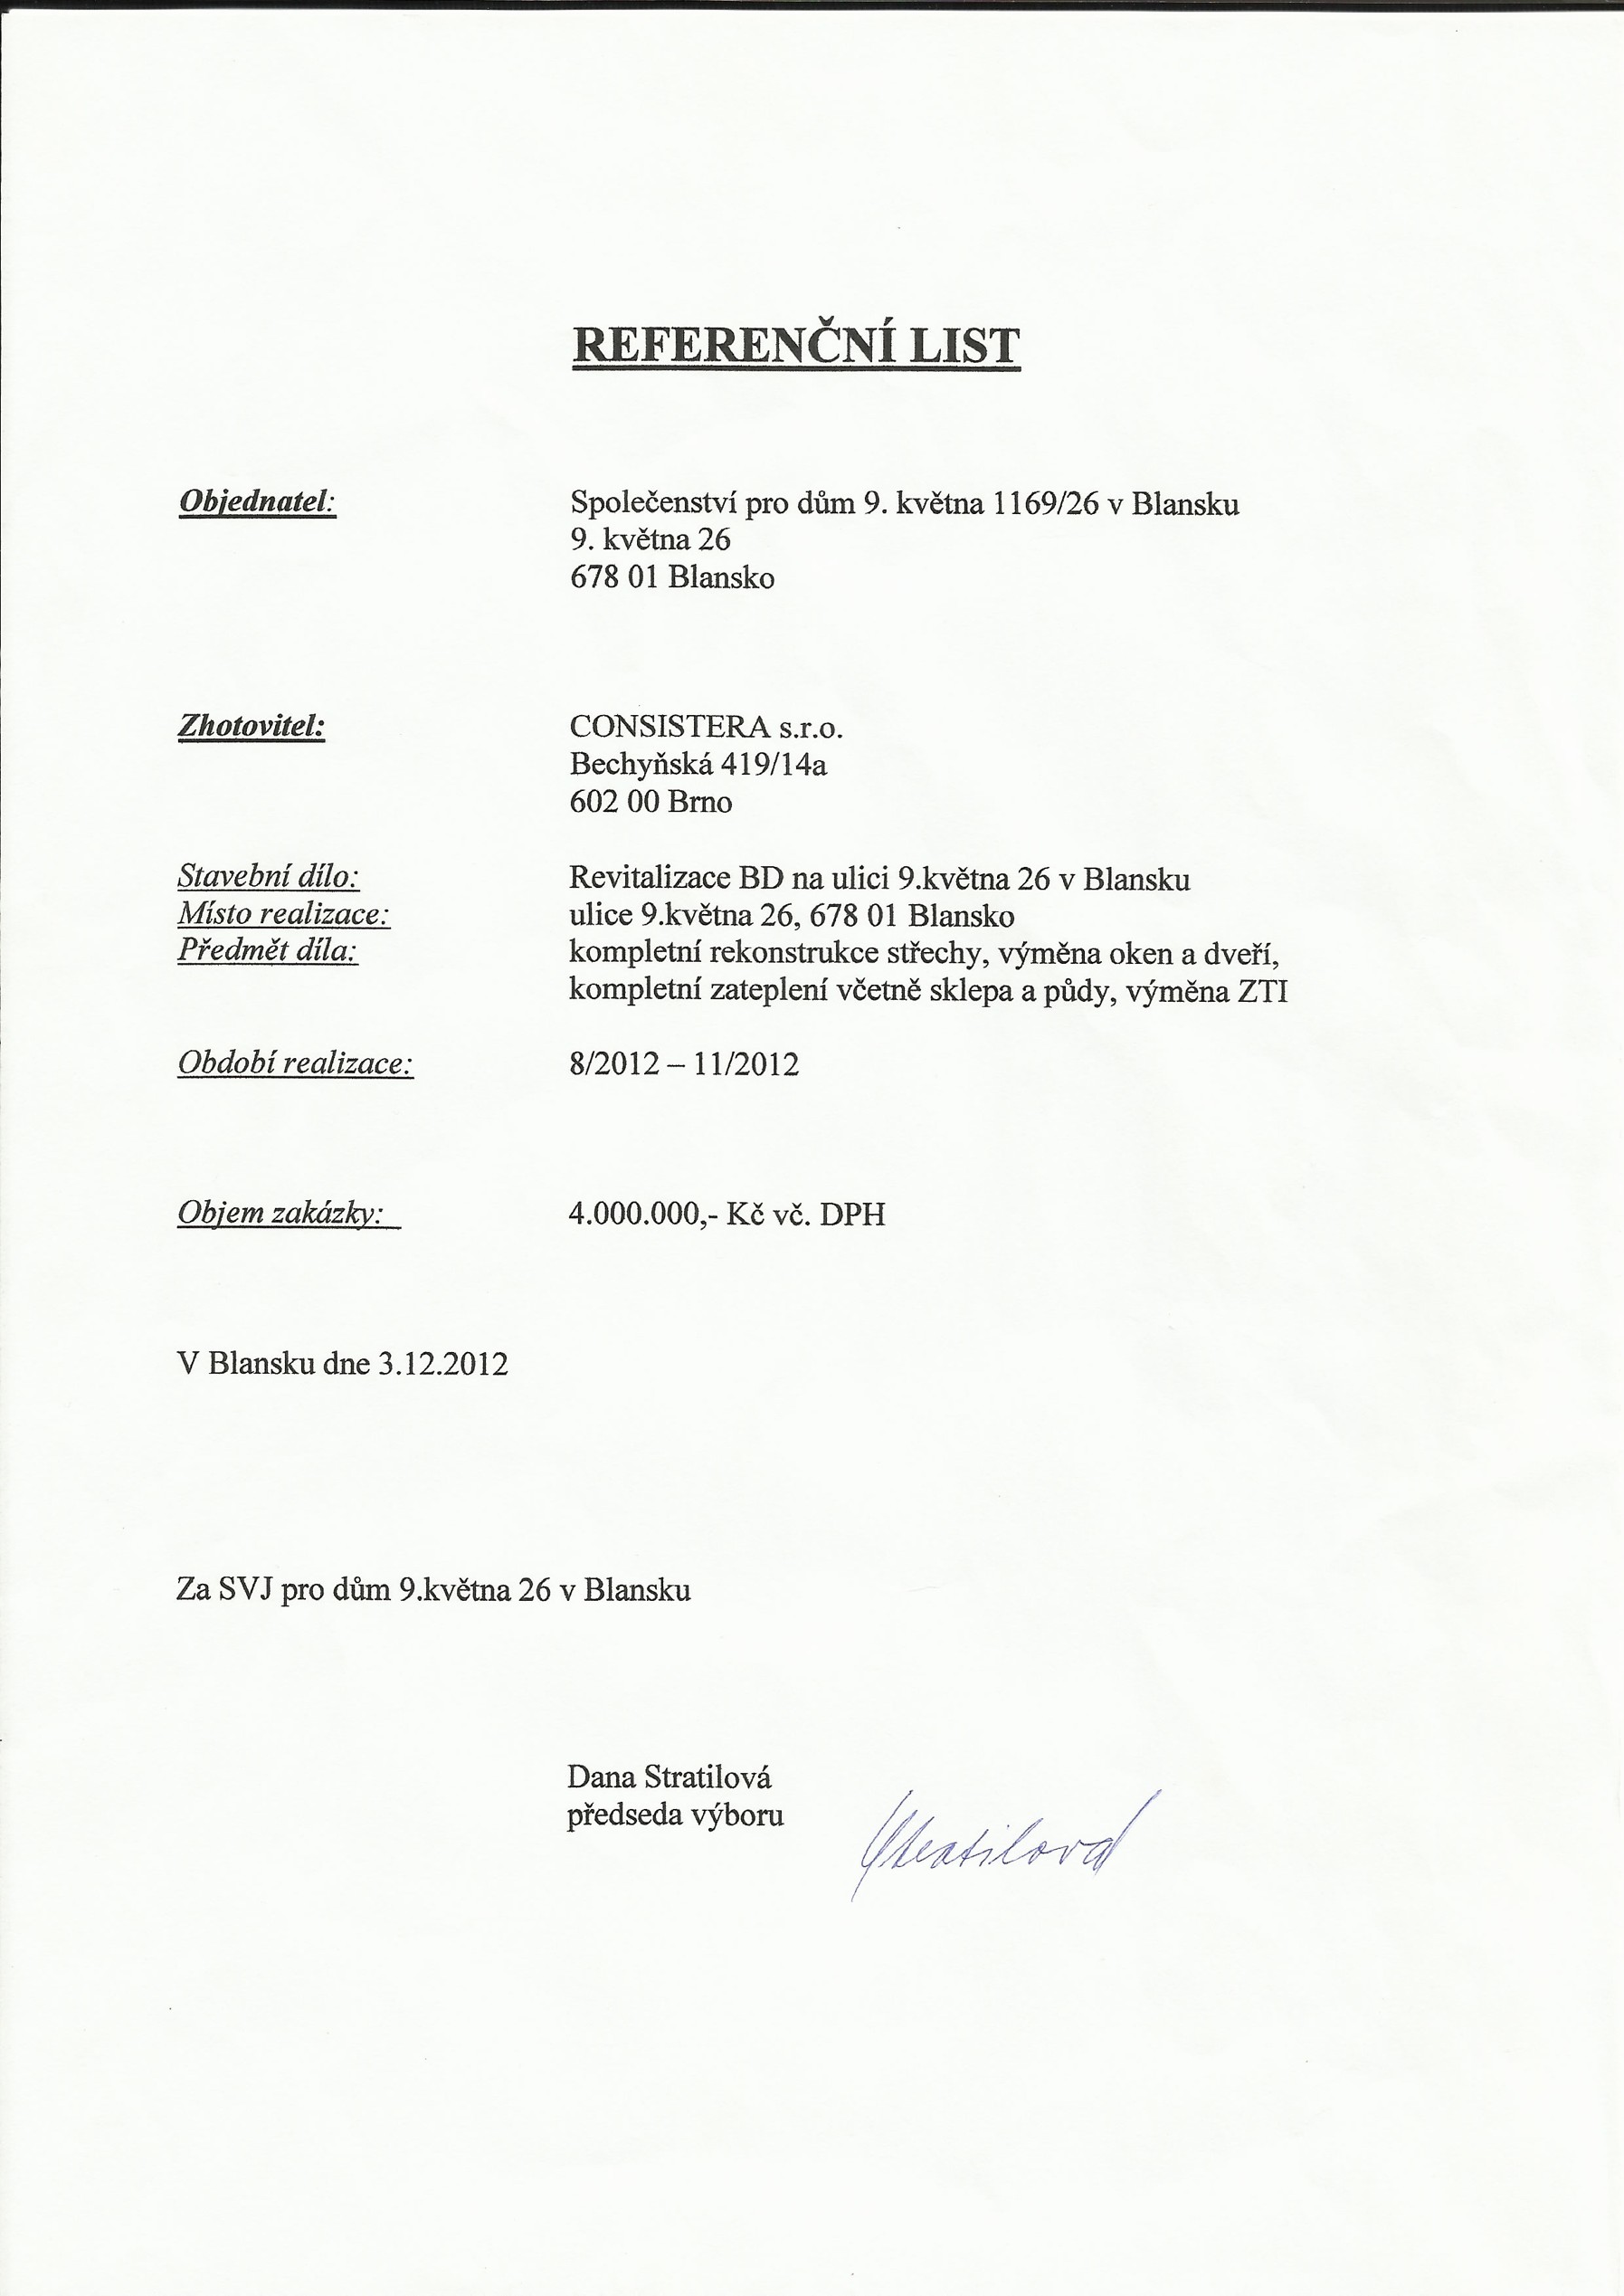 REFERENČNÍ LIST
Objednatel: Společenství pro dům 9. května 1169/26 v Blansku
9. května 26
678 01 Blansko
Zhotovitel: CONSISTERA s.r.o.
Bechyňská 419/14a
602 00 Brno
Stavební dílo: Revitalizace BD na ulici 9.května 26 v Blansku
Místo realizace: ulice 9.května 26, 678 01 Blansko
Předmět díla: kompletní rekonstrukce střechy, výměna oken a dveří,
kompletní zateplení včetně sklepa a půdy, výměna ZTI
Období realizace: 8/2012 – 11/2012
Objem zakázky: 4.000.000,- Kč vč. DPH
V Blansku dne 3.12.2012
Za SVJ pro dům 9.května 26 v Blansku
Dana Stratilová
předseda výboru
Stratilová